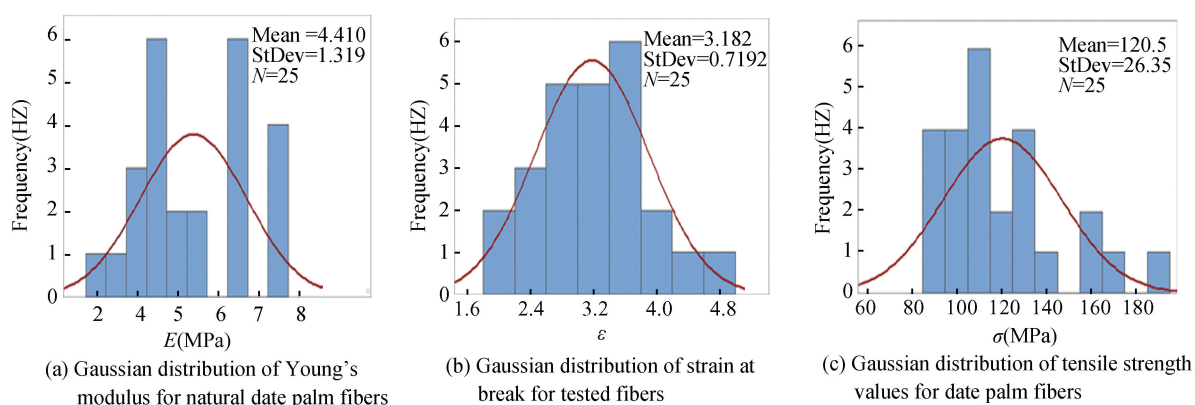 Mean =4.410
StDev=1.319
N=25
Frequency(HZ)
6
5
4
3
2
1
0
2 3 4 5 6 7 8
E(MPa)
(a) Gaussian distribution of Young's
modulus for natural date palm fibers
Mean=3.182
StDev=0.7192
N=25
Frequency(HZ)
6
5
4
3
2
1
0
1.6 2.4 3.2 4.0 4.8
ε
(b) Gaussian distribution of strain at
break for tested fibers
Mean=120.5
StDev=26.35
N=25
Frequency(HZ)
6
5
4
3
2
1
0
60 80 100 120 140 160 180
σ(MPa)
(c) Gaussian distribution of tensile strength
values for date palm fibers